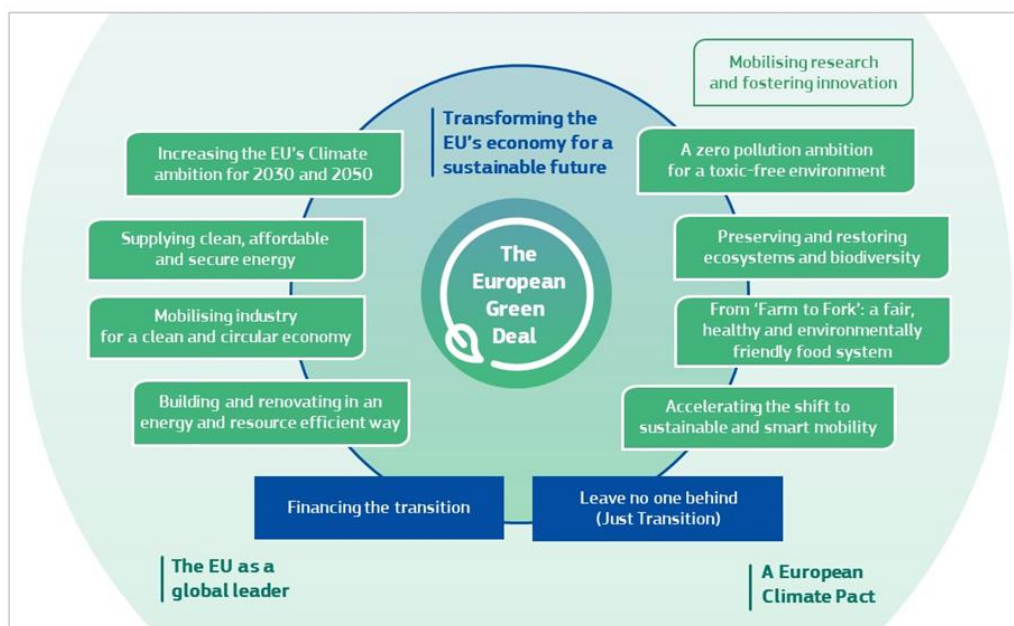 Mobilising research
and fostering innovation
Transforming the
EU's economy for a
sustainable future
Increasing the EU's Climate
ambition for 2030 and 2050
A zero pollution ambition
for a toxic-free environment
Supplying clean, affordable
and secure energy
Preserving and restoring
ecosystems and biodiversity
The
European
Green
Deal
Mobilising industry
for a clean and circular economy
From ‘Farm to Fork’: a fair,
healthy and environmentally
friendly food system
Building and renovating in an
energy and resource efficient way
Accelerating the shift to
sustainable and smart mobility
Financing the transition
Leave no one behind
(Just Transition)
The EU as a
global leader
A European
Climate Pact